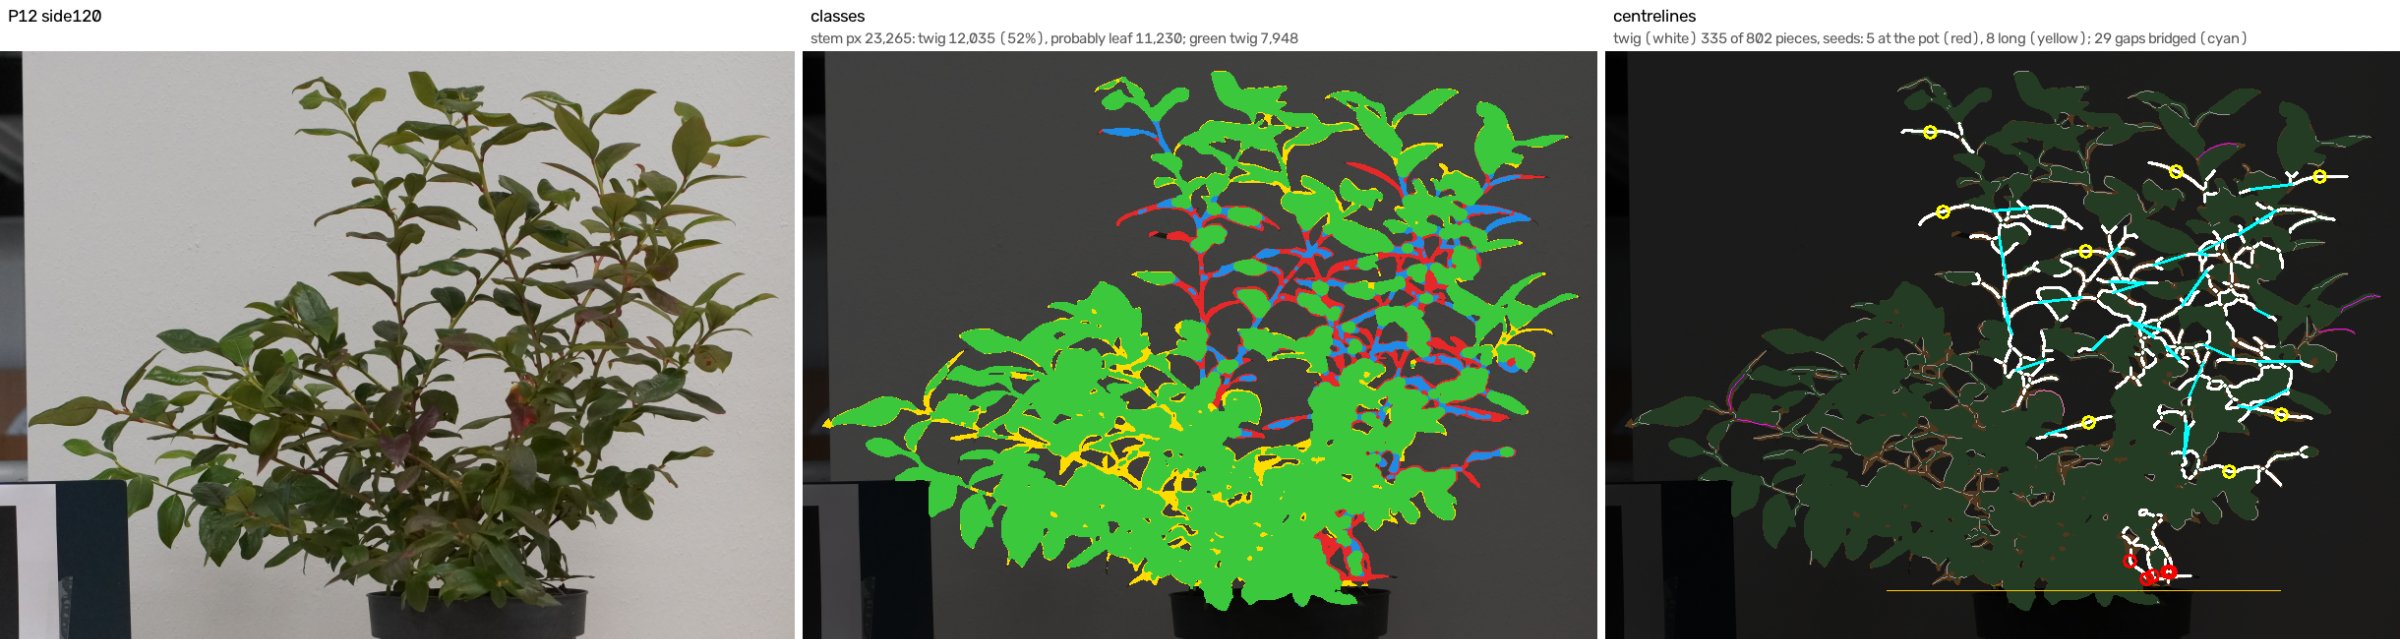 P12 side120
classes
stem px 23,265: twig 12,035 (52%), probably leaf 11,230; green twig 7,948
centrelines
twig (white) 335 of 802 pieces, seeds: 5 at the pot (red), 8 long (yellow); 29 gaps bridged (cyan)